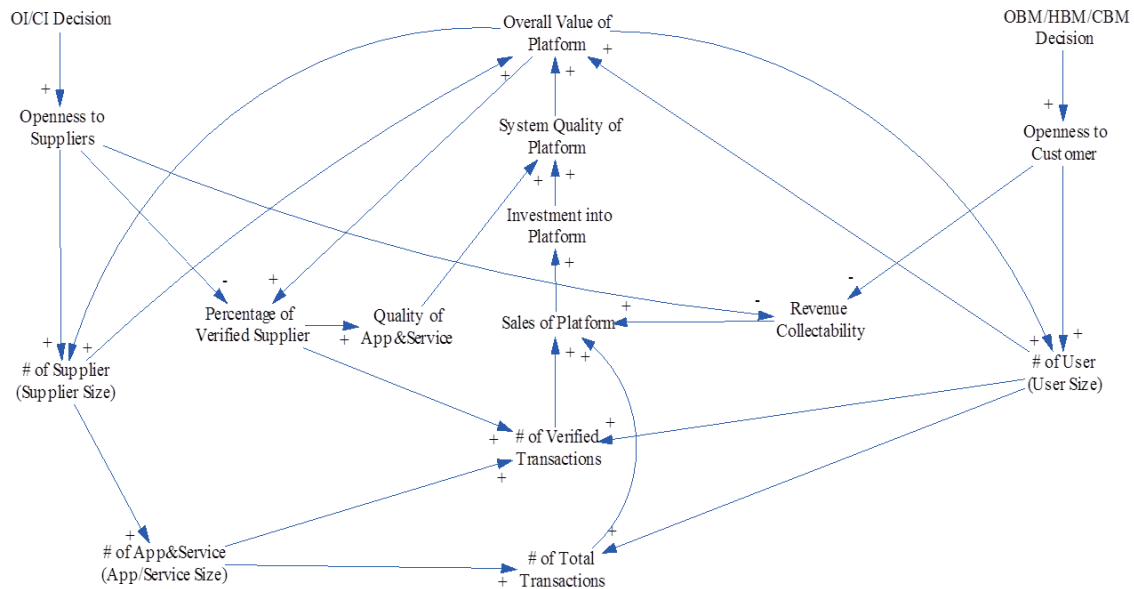 OI/CI Decision
Overall Value of
Platform
OBM/HBM/CBM
Decision
+
+
+
+
+
+
+
Openness to
Suppliers
System Quality of
Platform
Openness to
Customer
+
+
Investment into
Platform
-
+
+
-
-
Percentage of
Verified Supplier
+
Quality of
App&Service
Sales of Platform
+
Revenue
Collectability
+
+
+
+
+
+
# of Supplier
(Supplier Size)
# of User
(User Size)
+
# of Verified
Transactions
+
+
+
# of App&Service
(App/Service Size)
+
# of Total
Transactions
+